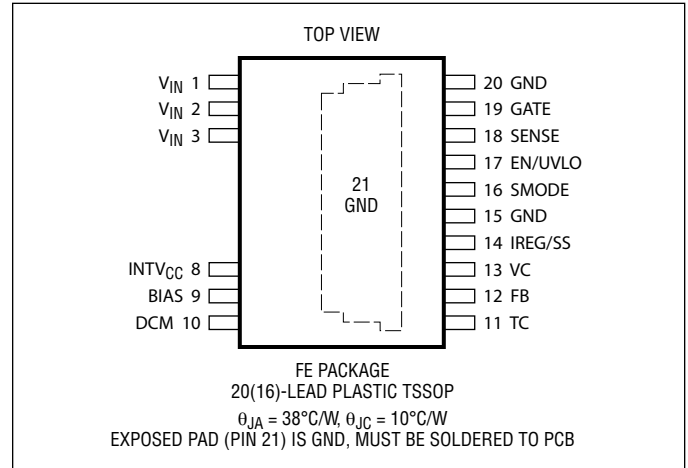 TOP VIEW
VIN 1
VIN 2
VIN 3
INTVCC 8
BIAS 9
DCM 10
21
GND
20 GND
19 GATE
18 SENSE
17 EN/UVLO
16 SMODE
15 GND
14 IREG/SS
13 VC
12 FB
11 TC
FE PACKAGE
20(16)-LEAD PLASTIC TSSOP
θJA = 38°C/W, θJC = 10°C/W
EXPOSED PAD (PIN 21) IS GND, MUST BE SOLDERED TO PCB